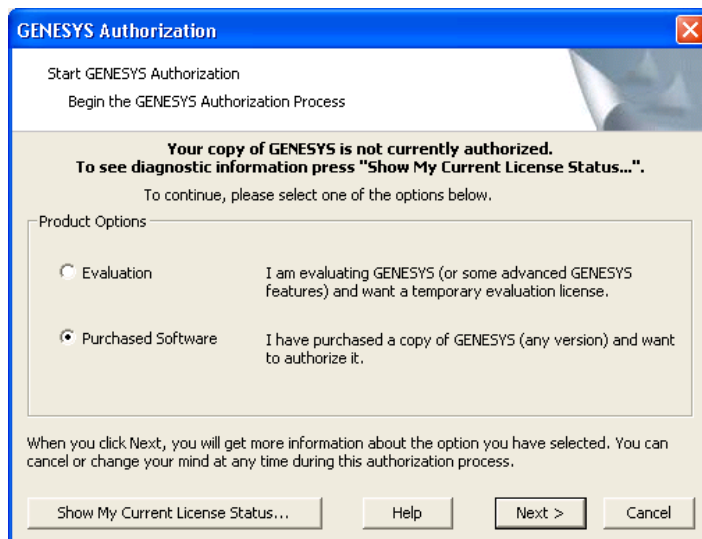 GENESYS Authorization
Start GENESYS Authorization
Begin the GENESYS Authorization Process
Your copy of GENESYS is not currently authorized.
To see diagnostic information press "Show My Current License Status...".
To continue, please select one of the options below.
Product Options
Evaluation
I am evaluating GENESYS (or some advanced GENESYS
features) and want a temporary evaluation license.
Purchased Software
I have purchased a copy of GENESYS (any version) and want
to authorize it.
When you click Next, you will get more information about the option you have selected. You can
cancel or change your mind at any time during this authorization process.
Show My Current License Status...
Help
Next >
Cancel